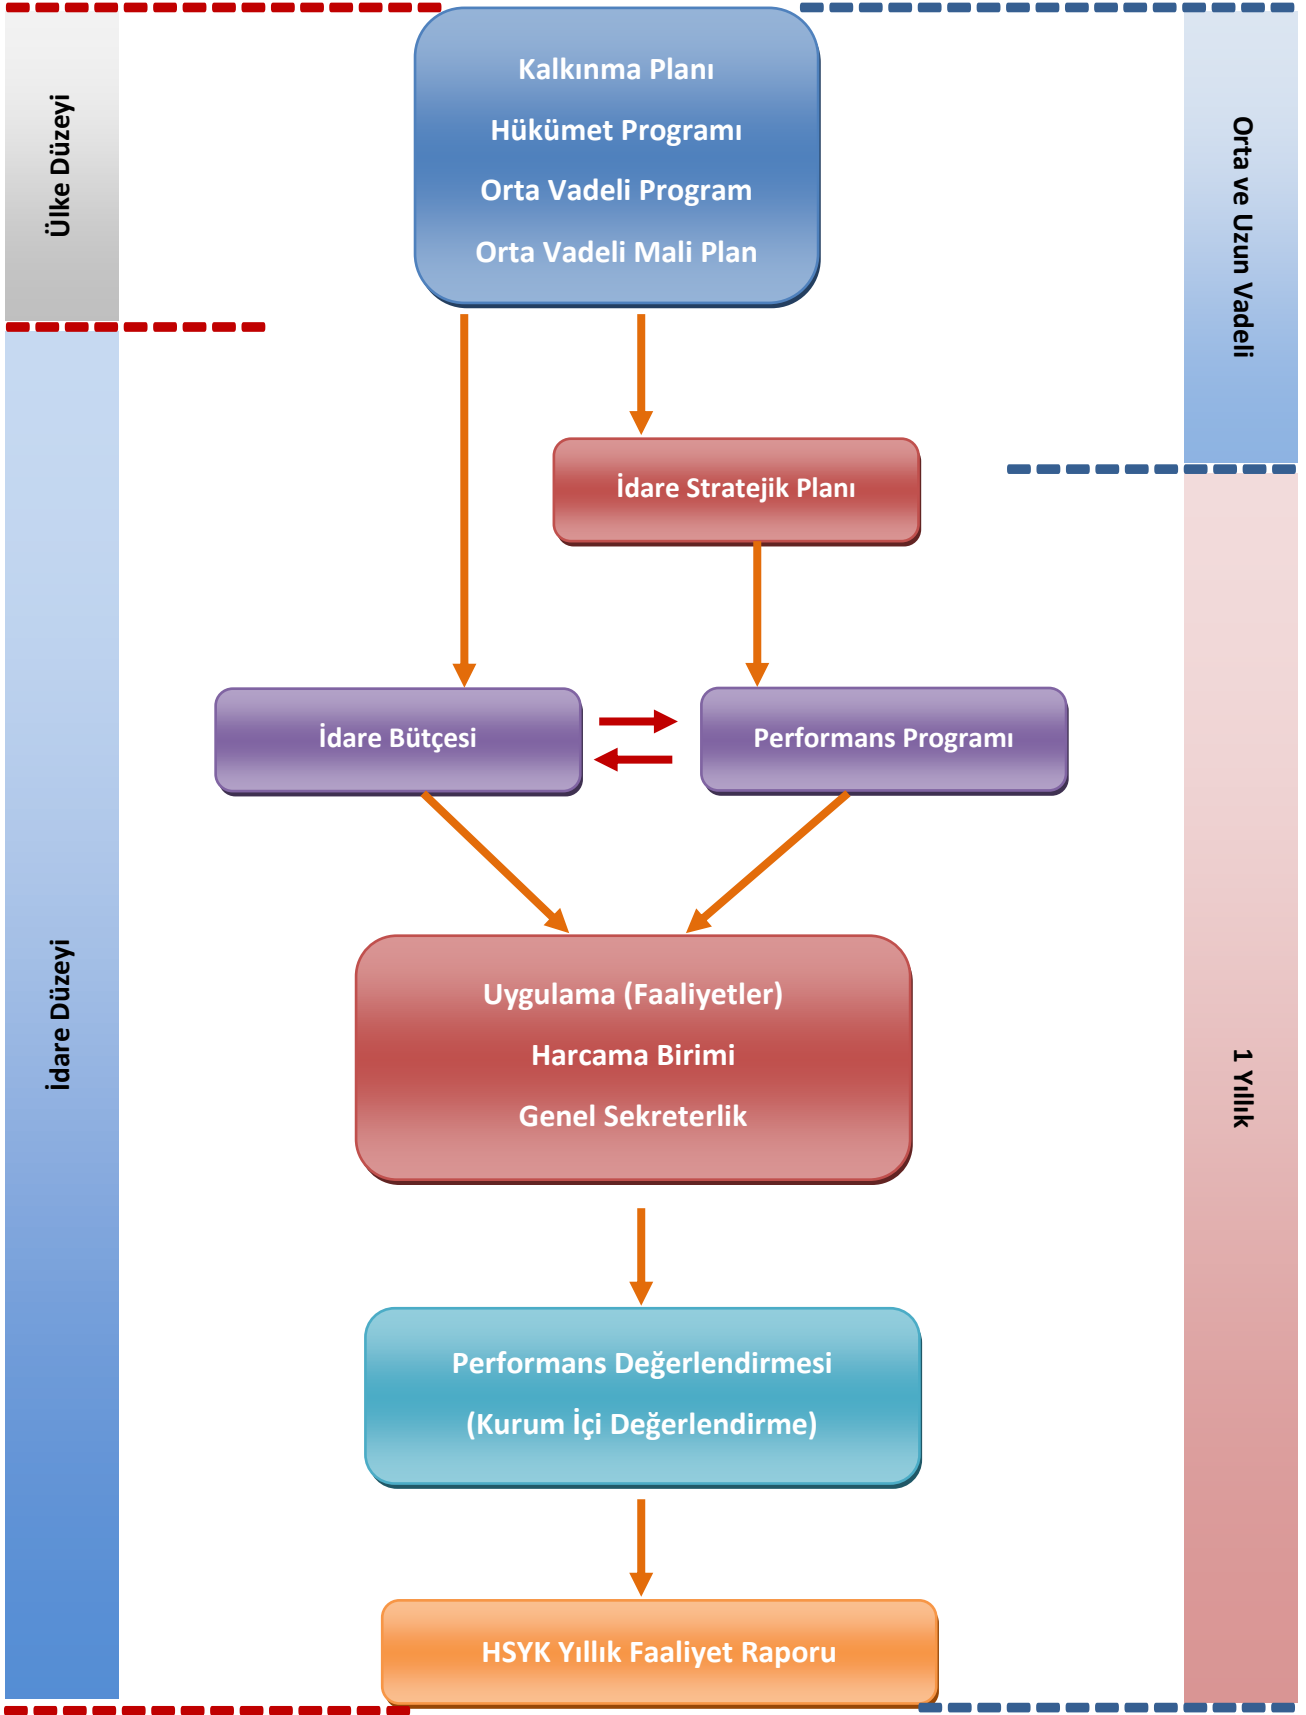 Ülke Düzeyi
Kalkınma Planı
Hükümet Programı
Orta Vadeli Program
Orta Vadeli Mali Plan
Orta ve Uzun Vadeli
İdare Stratejik Planı
İdare Bütçesi
Performans Programı
İdare Düzeyi
Uygulama (Faaliyetler)
Harcama Birimi
Genel Sekreterlik
1 Yıllık
Performans Değerlendirmesi
(Kurum İçi Değerlendirme)
HSYK Yıllık Faaliyet Raporu